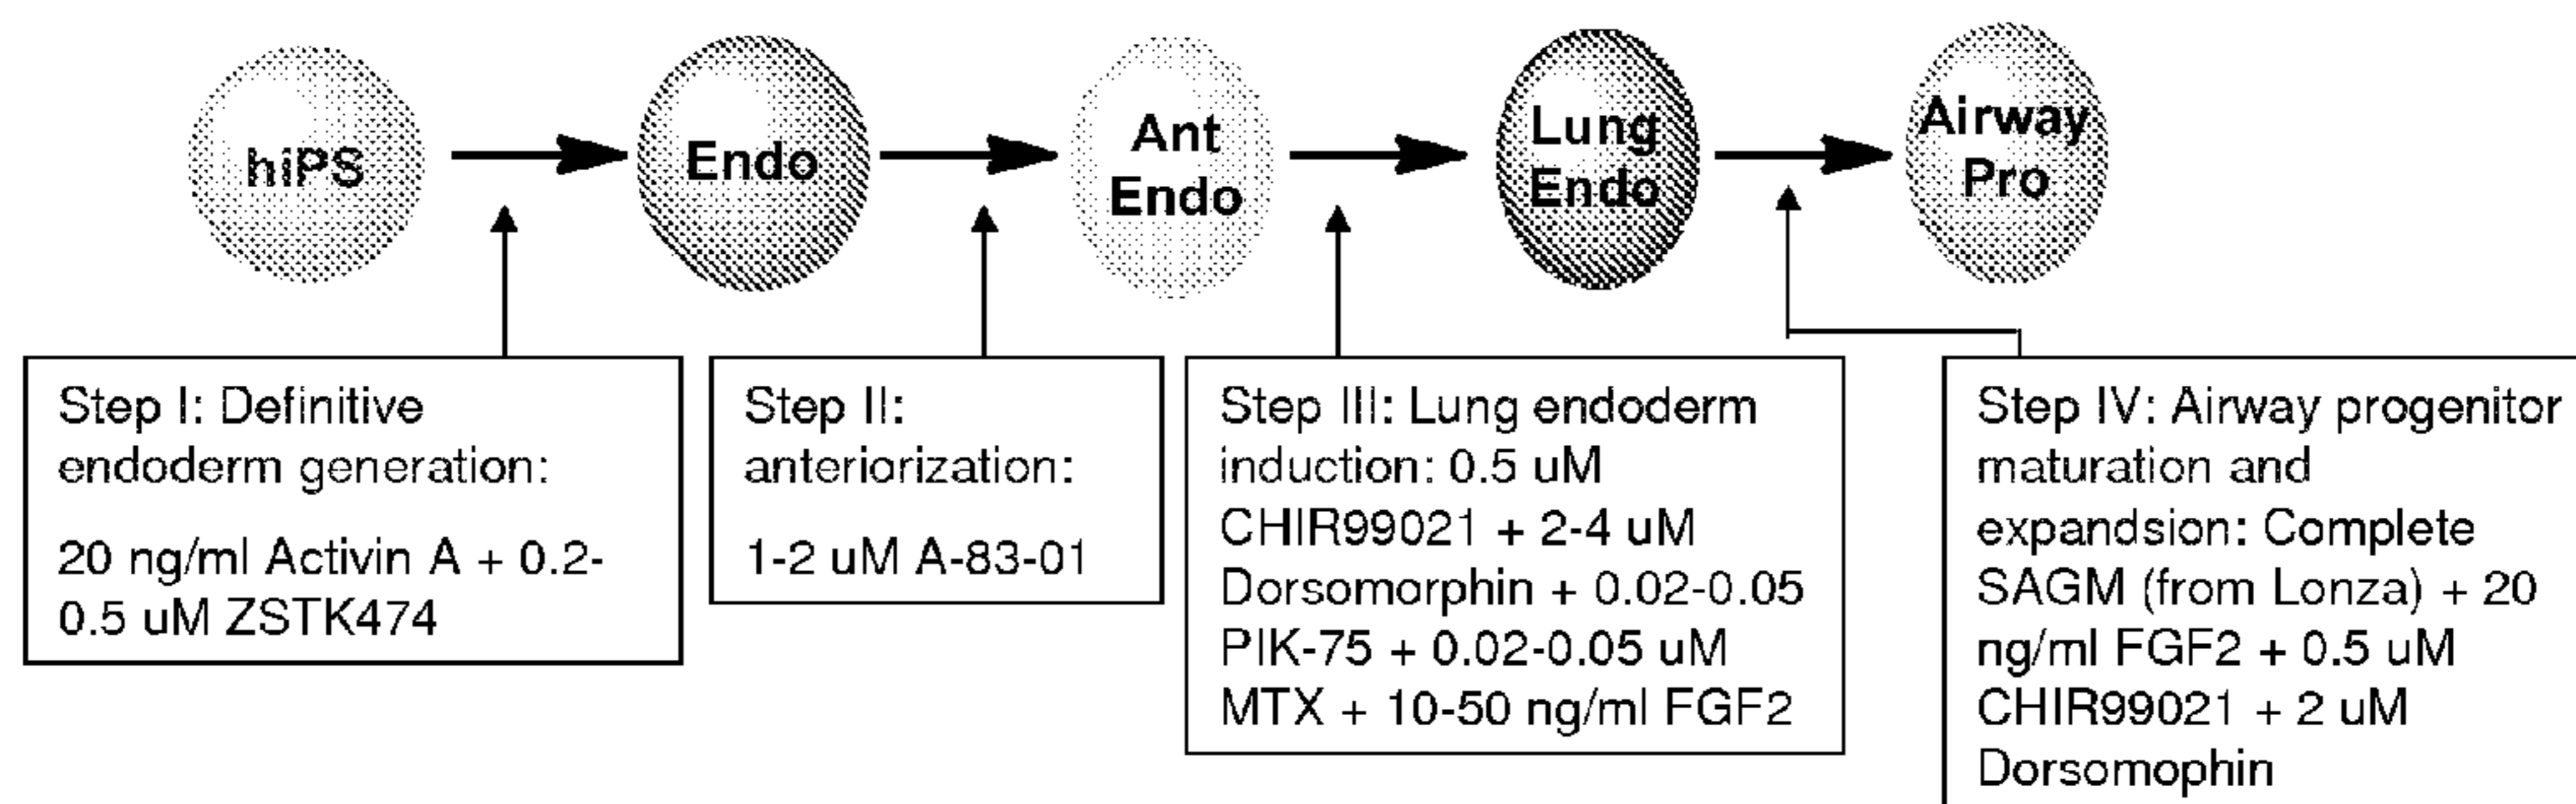 hiPS
Endo
Ant
Endo
Lung
Endo
Airway
Pro
Step I: Definitive
endoderm generation:
20 ng/ml Activin A + 0.2-
0.5 uM ZSTK474
Step II:
anteriorization:
1-2 uM A-83-01
Step III: Lung endoderm
induction: 0.5 uM
CHIR99021 + 2-4 uM
Dorsomorphin + 0.02-0.05
PIK-75 + 0.02-0.05 uM
MTX + 10-50 ng/ml FGF2
Step IV: Airway progenitor
maturation and
expandsion: Complete
SAGM (from Lonza) + 20
ng/ml FGF2 + 0.5 uM
CHIR99021 + 2 uM
Dorsomophin